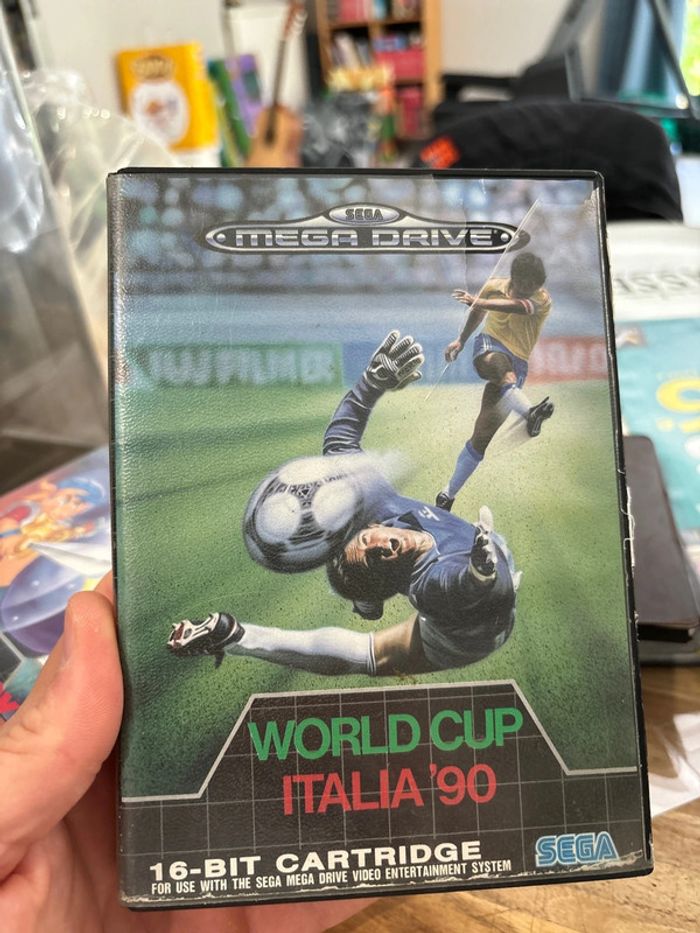 SEGA
MEGA DRIVE
WORLD CUP
ITALIA '90
16-BIT CARTRIDGE
FOR USE WITH THE SEGA MEGA DRIVE VIDEO ENTERTAINMENT SYSTEM
SEGA